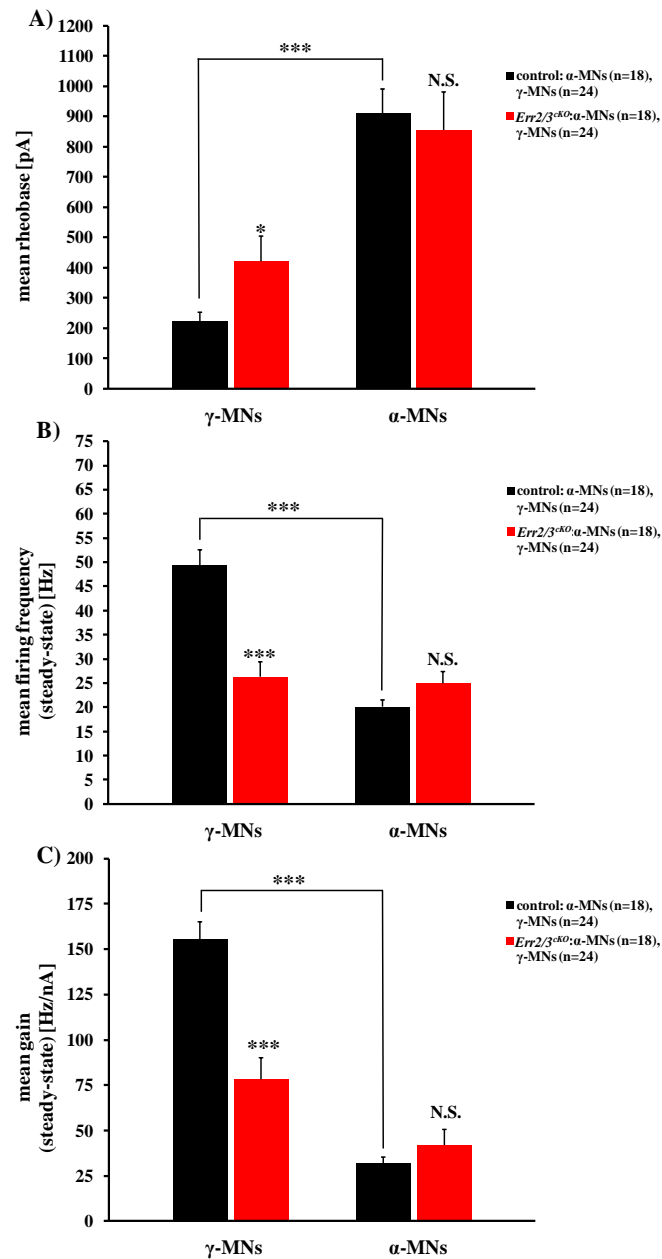 A)
1200
1100
1000
900
800
700
600
500
400
300
200
100
0
mean rheobase [pA]
***
*
N.S.
γ-MNs
α-MNs
control: α-MNs (n=18),
γ-MNs (n=24)
Err2/3cKO:α-MNs (n=18),
γ-MNs (n=24)
B)
75
70
65
60
55
50
45
40
35
30
25
20
15
10
5
0
mean firing frequency
(steady-state) [Hz]
***
***
N.S.
γ-MNs
α-MNs
control: α-MNs (n=18),
γ-MNs (n=24)
Err2/3cKO:α-MNs (n=18),
γ-MNs (n=24)
C)
200
175
150
125
100
75
50
25
0
mean gain
(steady-state) [Hz/nA]
***
***
N.S.
γ-MNs
α-MNs
control: α-MNs (n=18),
γ-MNs (n=24)
Err2/3cKO:α-MNs (n=18),
γ-MNs (n=24)